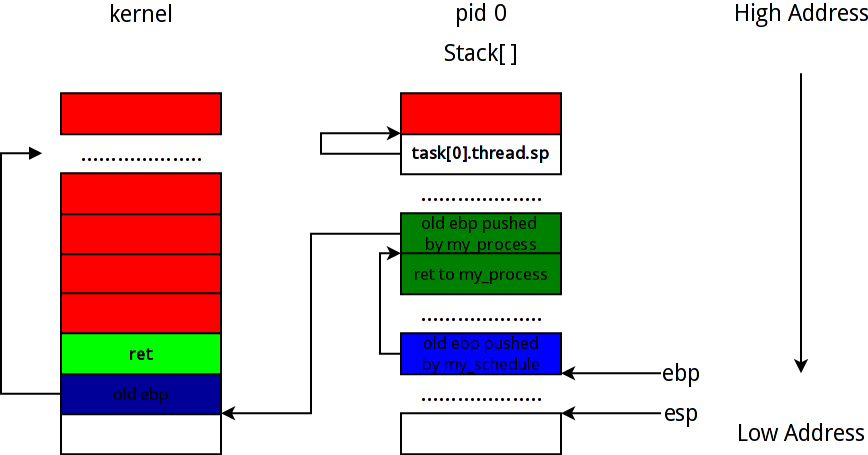 kernel
pid 0
High Address
Stack[ ]
....................
task[0].thread.sp
....................
old ebp pushed
by my_process
ret to my_process
....................
ret
old ebp pushed
by my_schedule
ebp
old ebp
....................
esp
Low Address